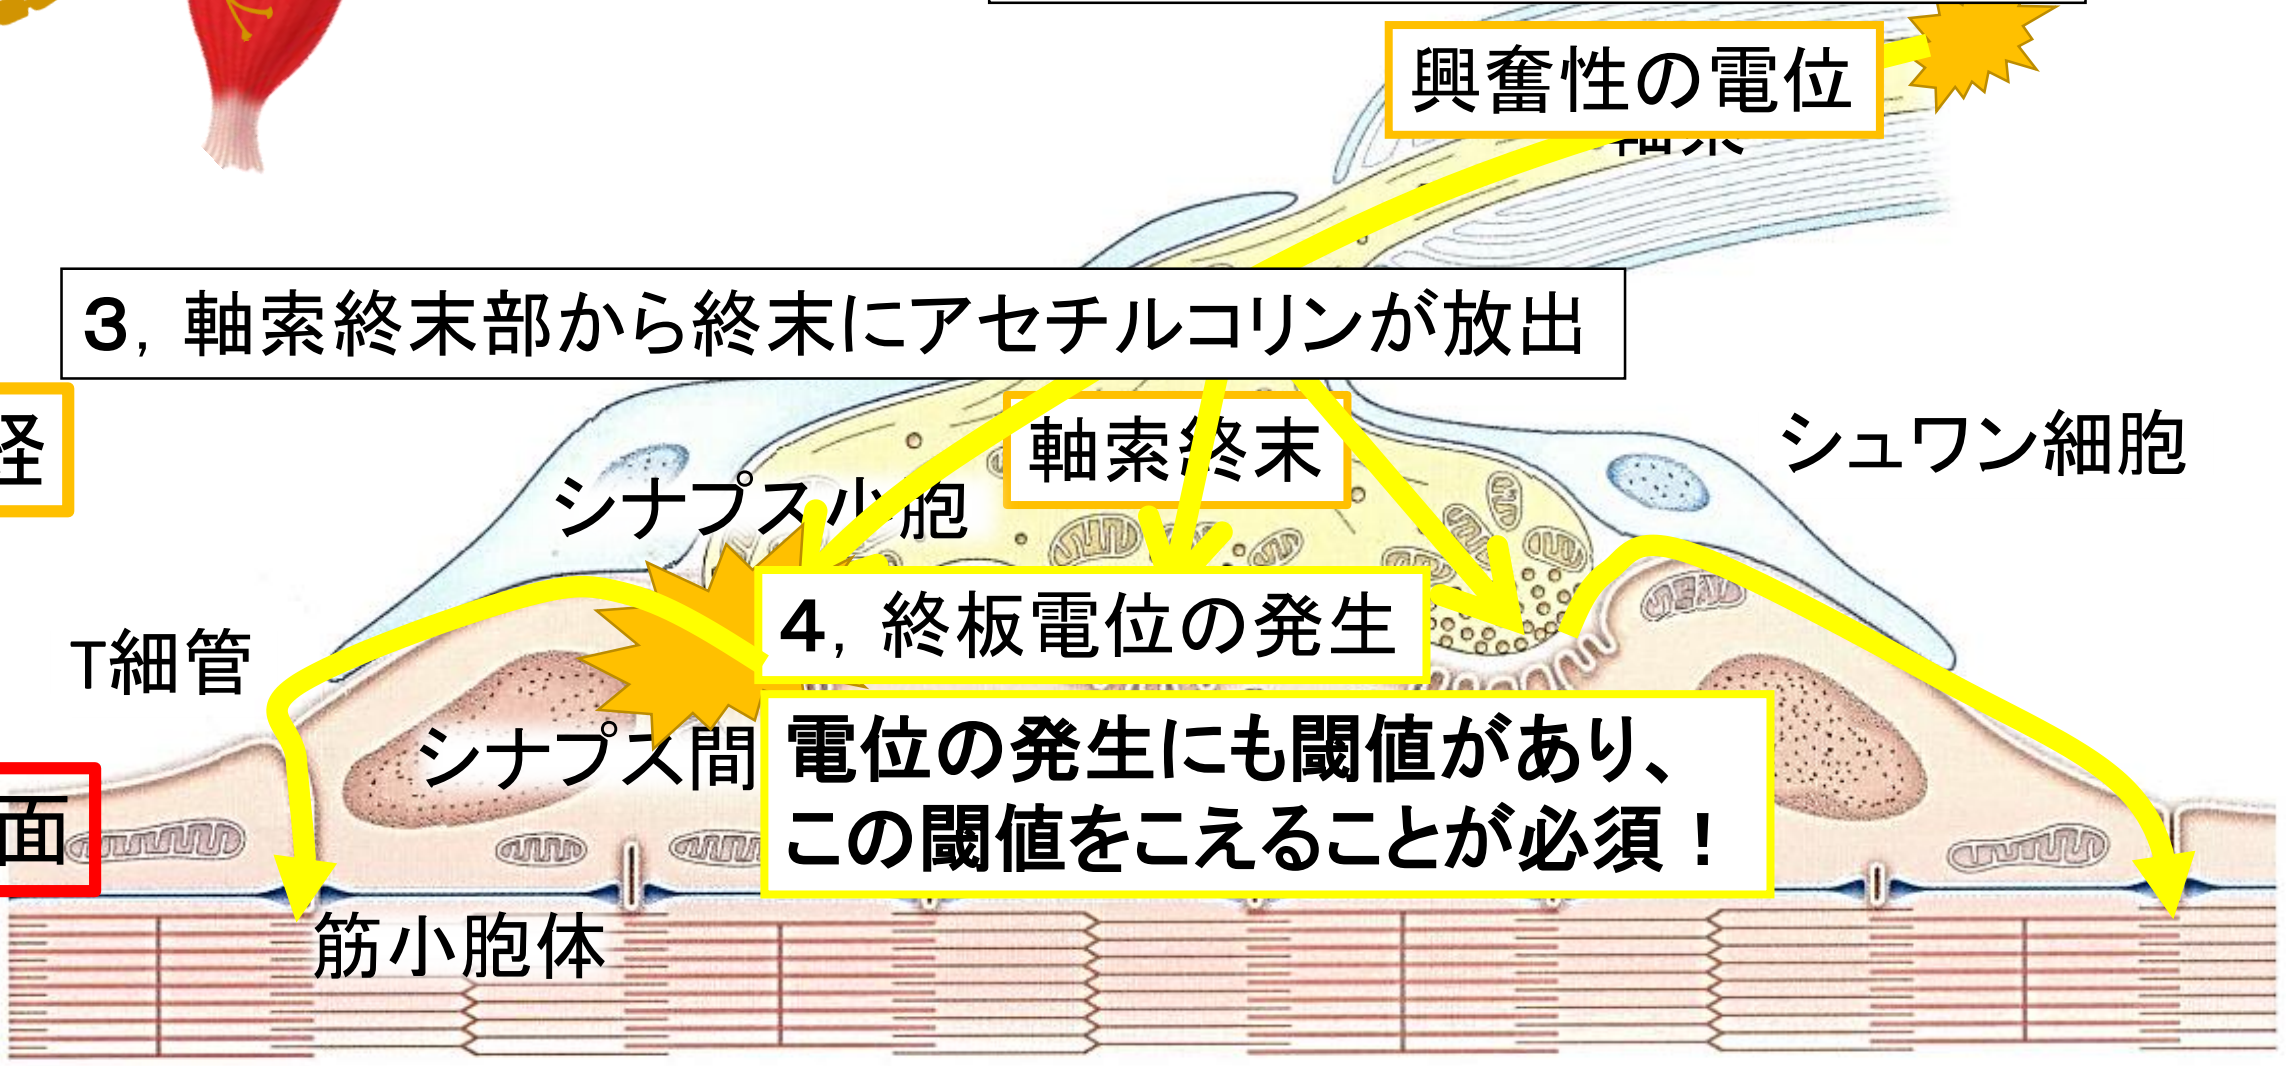 興奮性の電位
3，軸索終末部から終末にアセチルコリンが放出
経
軸索終末
シュワン細胞
シナプス小胞
4，終板電位の発生
T細管
シナプス間
電位の発生にも閾値があり、
この閾値をこえることが必須！
面
筋小胞体